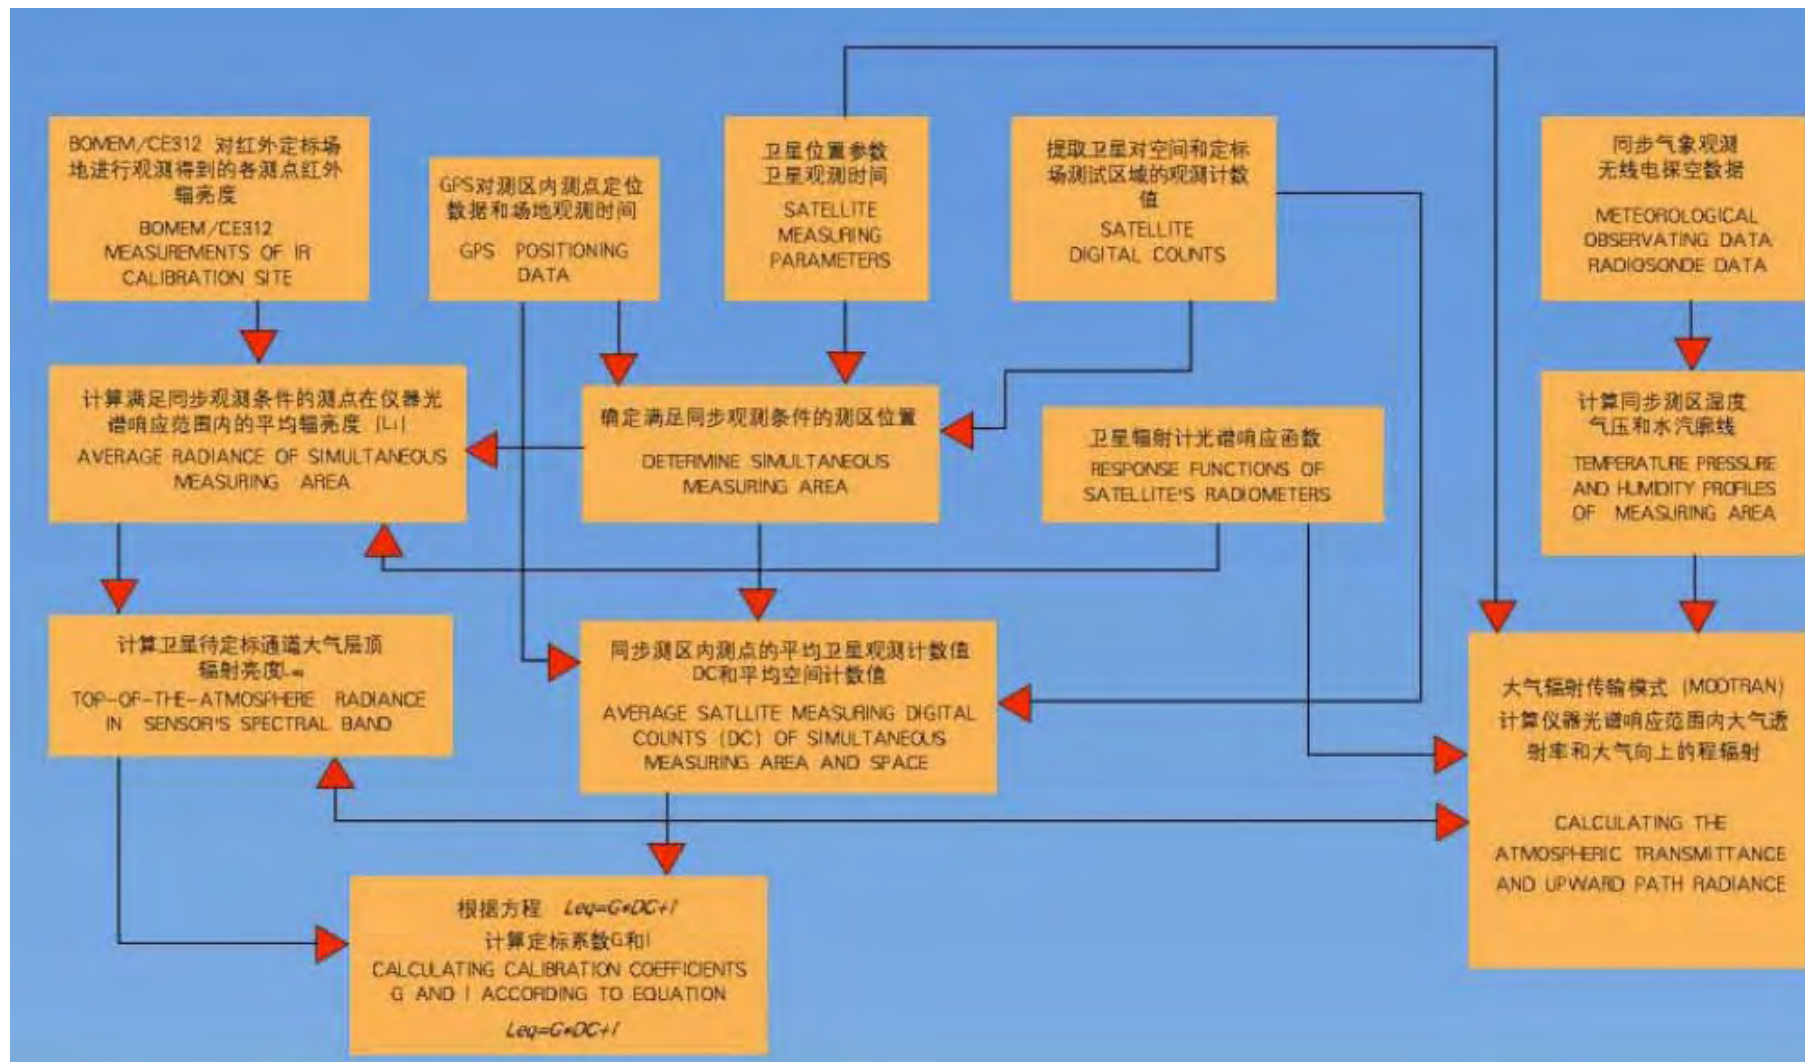 BOMEM/CE312 对红外定标场
地进行观测得到的各测点红外
辐亮度
BOMEM/CE312
MEASUREMENTS OF IR
CALIBRATION SITE
GPS对测区内测点定位
数据和场地观测时间
GPS POSITIONING
DATA
卫星位置参数
卫星观测时间
SATELLITE
MEASURING
PARAMETERS
提取卫星对空间和定标
场测试区域的观测计数
值
SATELLITE
DIGITAL COUNTS
同步气象观测
无线电探空数据
METEOROLOGICAL
OBSERVATING DATA
RADIOSONDE DATA
计算满足同步观测条件的测点在仪器光
谱响应范围内的平均辐亮度 [Li]
AVERAGE RADIANCE OF SIMULTANEOUS
MEASURING AREA
确定满足同步观测条件的测区位置
DETERMINE SIMULTANEOUS
MEASURING AREA
卫星辐射计光谱响应函数
RESPONSE FUNCTIONS OF
SATELLITE'S RADIOMETERS
计算同步测区湿度
气压和水汽廓线
TEMPERATURE PRESSURE
AND HUMIDITY PROFILES
OF MEASURING AREA
计算卫星待定标通道大气层顶
辐射亮度
TOP-OF-THE-ATMOSPHERE RADIANCE
IN SENSOR'S SPECTRAL BAND
同步测区内测点的平均卫星观测计数值
DC和平均空间计数值
AVERAGE SATLLITE MEASURING DIGITAL
COUNTS (DC) OF SIMULTANEOUS
MEASURING AREA AND SPACE
大气辐射传输模式 (MODTRAN)
计算仪器光谱响应范围内大气透
射率和大气向上的程辐射
CALCULATING THE
ATMOSPHERIC TRANSMITTANCE
AND UPWARD PATH RADIANCE
根据方程 Leq=G*DC+I
计算定标系数G和I
CALCULATING CALIBRATION COEFFICIENTS
G AND I ACCORDING TO EQUATION
Leq=G*DC+I